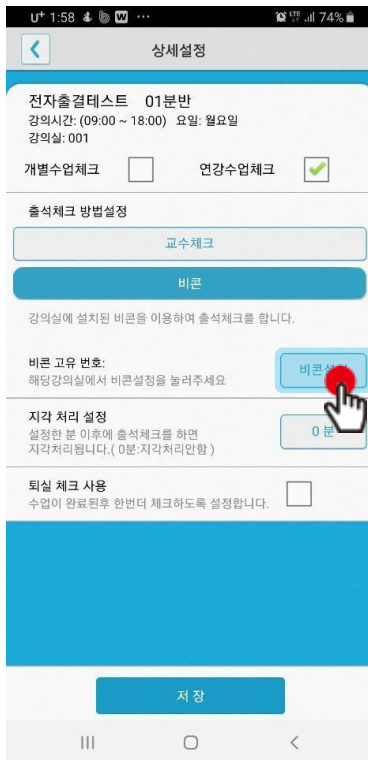 U+ 1:58 W ...
LTE 74%
상세설정
전자출결테스트 01분반
강의시간: (09:00 ~ 18:00) 요일: 월요일
강의실: 001
개별수업체크 연강수업체크
출석체크 방법설정
교수체크
비콘
강의실에 설치된 비콘을 이용하여 출석체크를 합니다.
비콘 고유 번호:
해당강의실에서 비콘설정을 눌러주세요
비콘설정
지각 처리 설정
설정한 분 이후에 출석체크를 하면
지각처리됩니다.( 0분:지각처리안함 )
0 분
퇴실 체크 사용
수업이 완료된후 한번더 체크하도록 설정합니다.
저 장